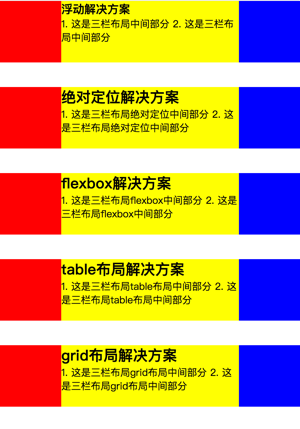 浮动解决方案
1. 这是三栏布局中间部分 2. 这是三栏布
局中间部分
绝对定位解决方案
1. 这是三栏布局绝对定位中间部分 2. 这
是三栏布局绝对定位中间部分
flexbox解决方案
1. 这是三栏布局flexbox中间部分 2. 这是
三栏布局flexbox中间部分
table布局解决方案
1. 这是三栏布局table布局中间部分 2. 这
是三栏布局table布局中间部分
grid布局解决方案
1. 这是三栏布局grid布局中间部分 2. 这
是三栏布局grid布局中间部分